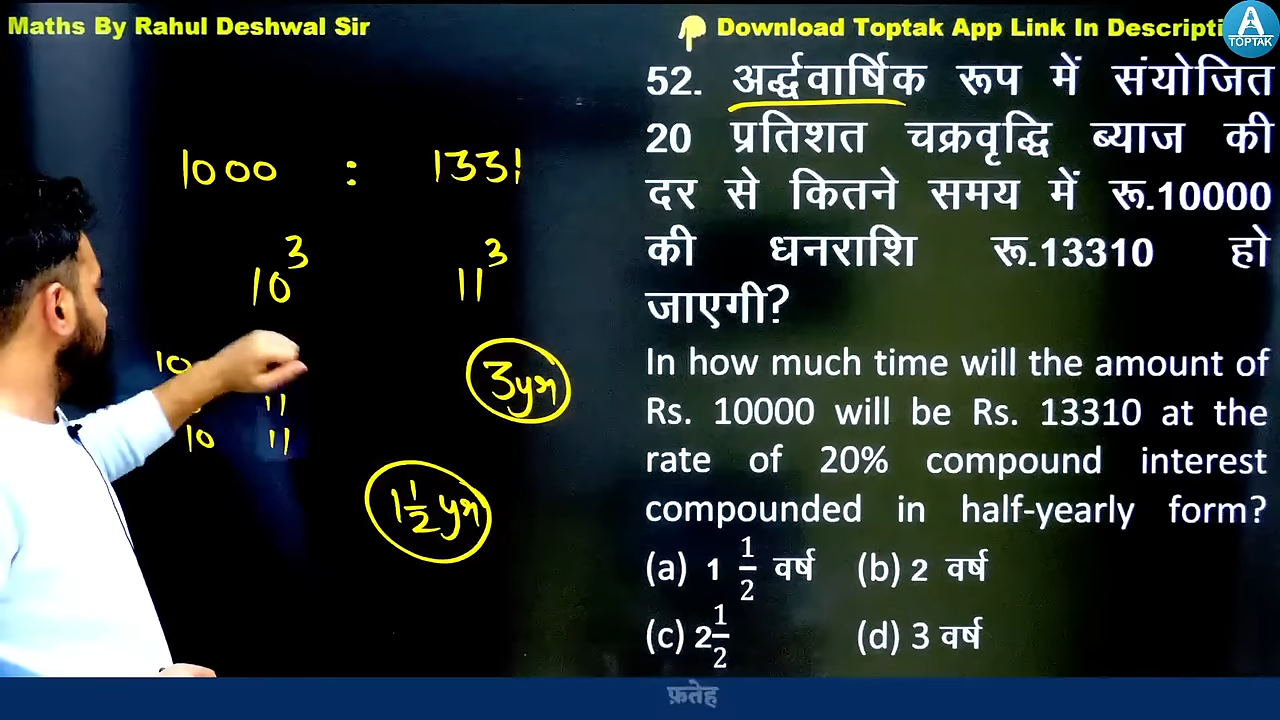 Maths By Rahul Deshwal Sir
Download Toptak App Link In Descripti
A
TOPTAK
52. अर्द्धवार्षिक रूप में संयोजित
20 प्रतिशत चक्रवृद्धि ब्याज की
दर से कितने समय में रू.10000
की धनराशि रू.13310 हो
जाएगी?
In how much time will the amount of
Rs. 10000 will be Rs. 13310 at the
rate of 20% compound interest
compounded in half-yearly form?
(a) 1 1/2 वर्ष (b) 2 वर्ष
(c) 2 1/2 (d) 3 वर्ष
1000 : 1331
10³ 11³
10
11
10 11
3yr
1 1/2 yr
फ़तेह